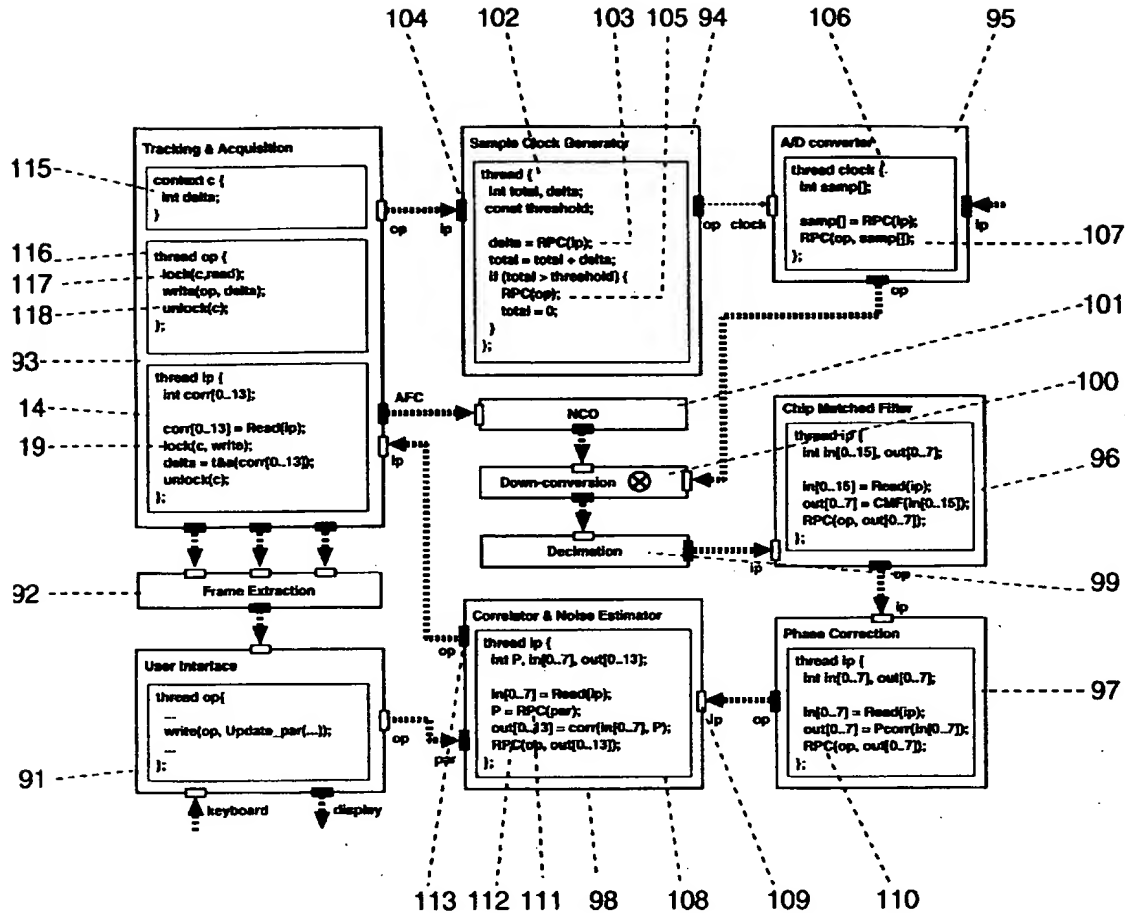 104 102 103 105 94 106 95
Tracking & Acquisition
115
context c {
int delta;
}
op
116
thread op {
117
lock(c,read);
write(op, delta);
118
unlock(c);
};
93
thread ip {
int corr[0..13];
14
corr[0..13] = Read(ip);
19
lock(c, write);
delta = t&a(corr[0..13]);
unlock(c);
};
AFC
ip
Sample Clock Generator
ip
thread {
int total, delta;
const threshold;
delta = RPC(ip);
total = total + delta;
if (total > threshold) {
RPC(op);
total = 0;
}
};
op
clock
A/D converter
thread clock {
int samp[];
samp[] = RPC(ip);
RPC(op, samp[]);
};
ip
107
op
101
100
NCO
Down-conversion
Decimation
Chip Matched Filter
thread ip {
int in[0..15], out[0..7];
96
in[0..15] = Read(ip);
out[0..7] = CMF(in[0..15]);
RPC(op, out[0..7]);
};
ip
op
99
92
Frame Extraction
User Interface
thread op{
...
write(op, Update_par(...));
...
};
91
op
keyboard
display
Correlator & Noise Estimator
op
thread ip {
int P, in[0..7], out[0..13];
in[0..7] = Read(ip);
P = RPC(par);
out[0..13] = corr(in[0..7], P);
RPC(op, out[0..13]);
};
par
ip
ip
Phase Correction
thread ip {
int in[0..7], out[0..7];
97
in[0..7] = Read(ip);
out[0..7] = Pcorr(in[0..7]);
RPC(op, out[0..7]);
};
op
113 112 111 98 108 109 110